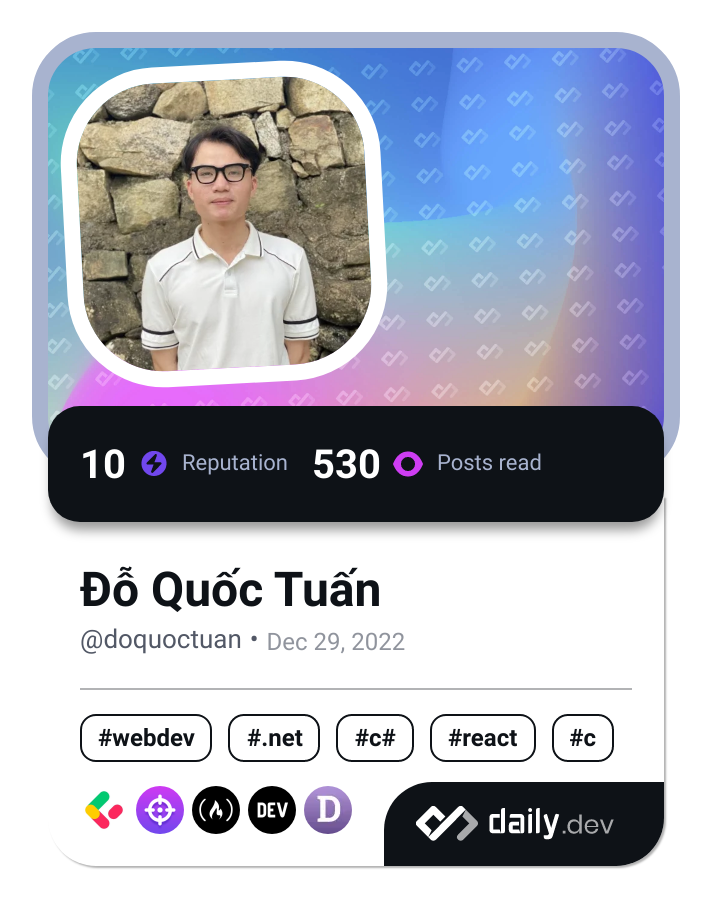 10 Reputation 530 Posts read
Đỗ Quốc Tuấn
@doquoctuan • Dec 29, 2022
#webdev #.net #c# #react #c
DEV D
daily.dev